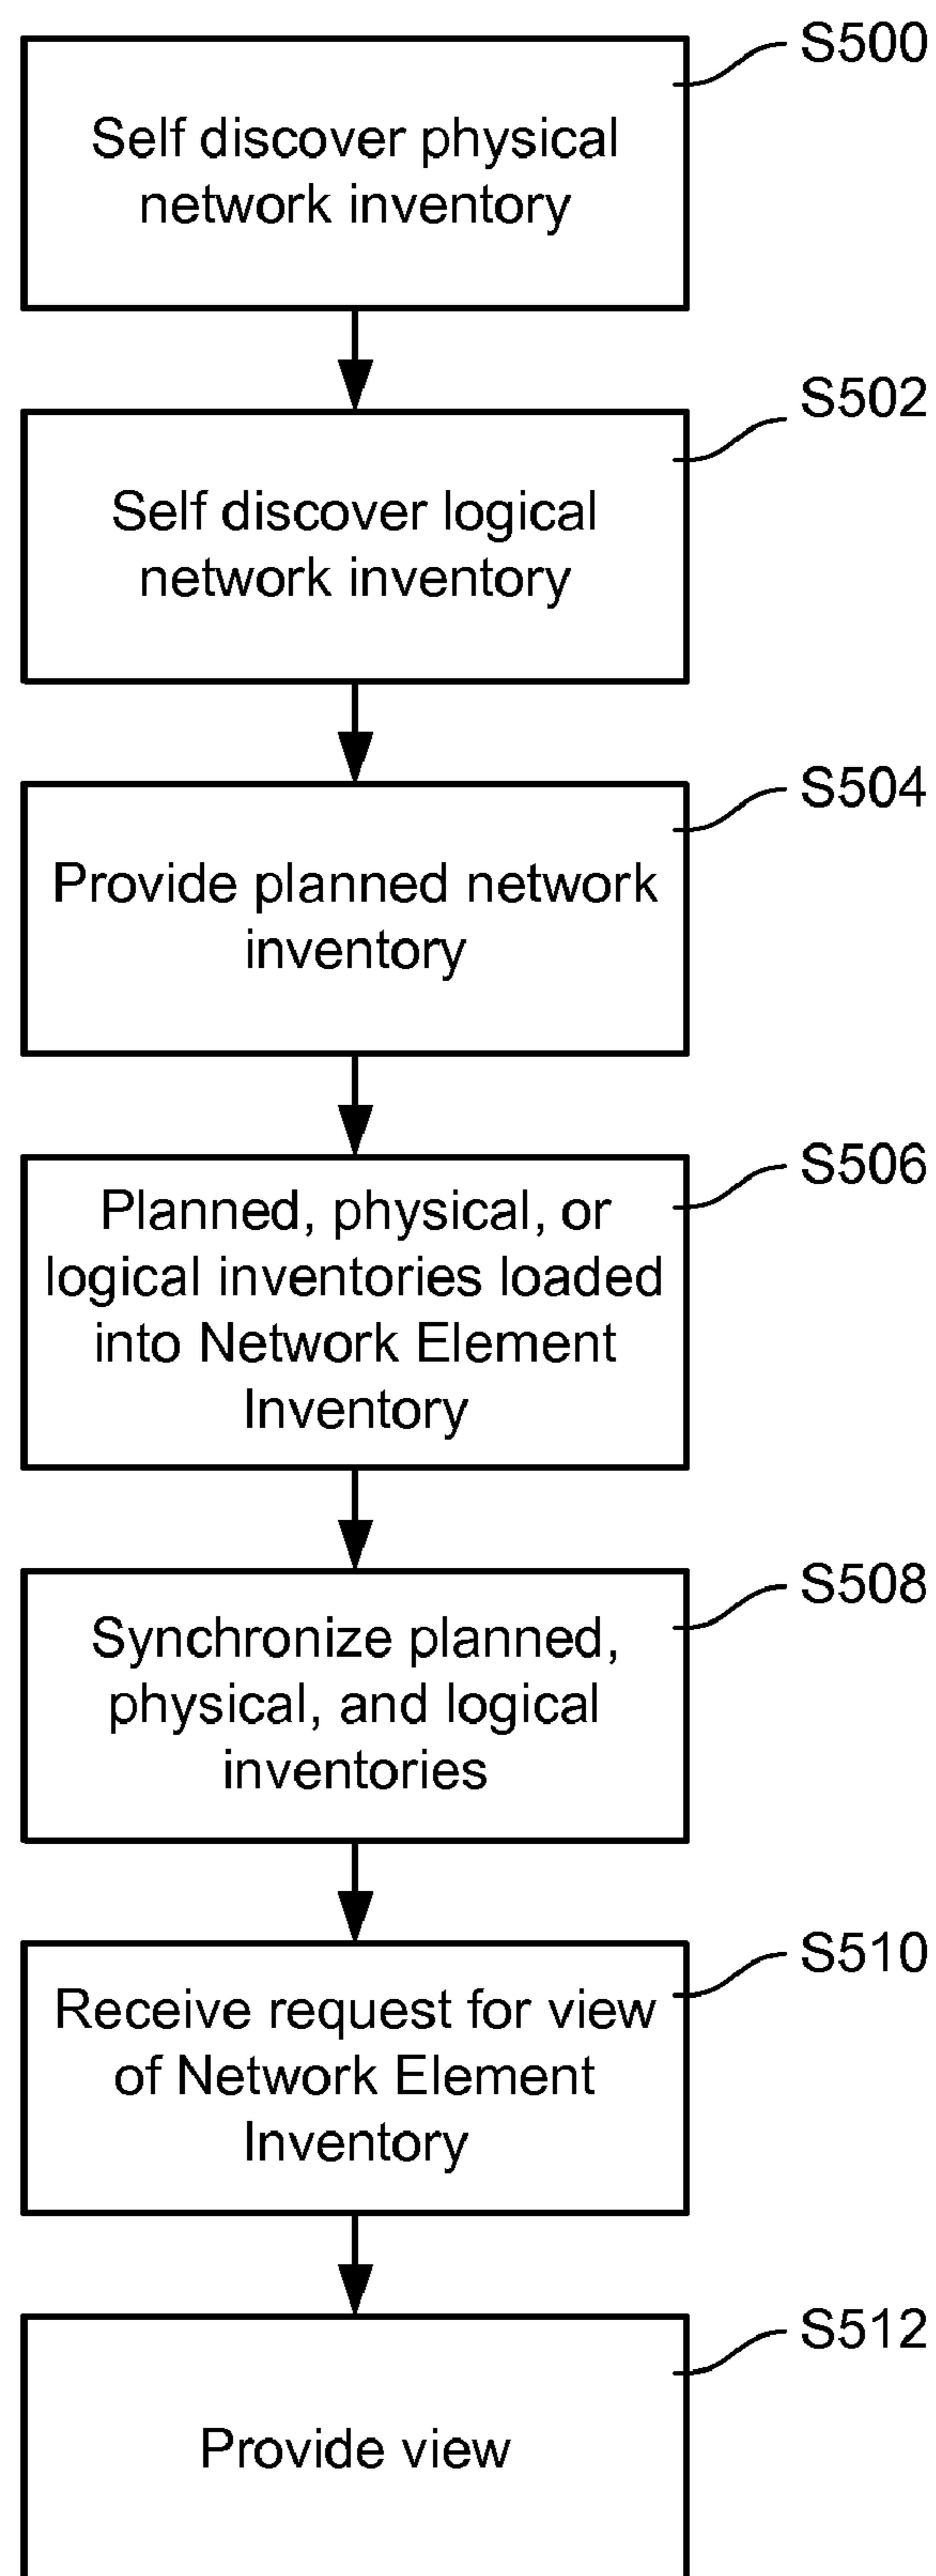 S500
Self discover physical
network inventory
S502
Self discover logical
network inventory
S504
Provide planned network
inventory
S506
Planned, physical, or
logical inventories loaded
into Network Element
Inventory
S508
Synchronize planned,
physical, and logical
inventories
S510
Receive request for view
of Network Element
Inventory
S512
Provide view